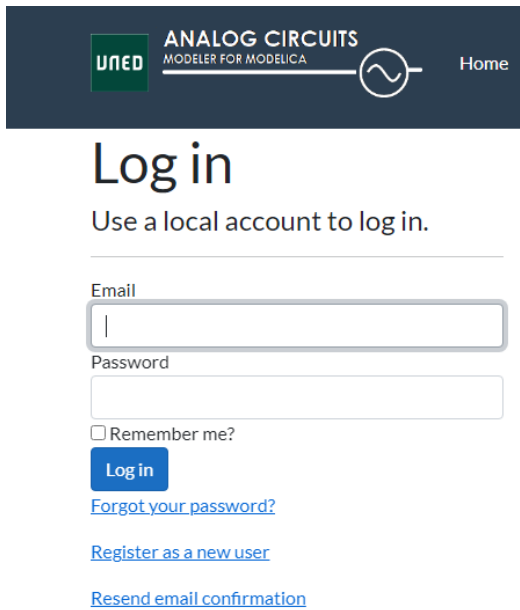 UNED
ANALOG CIRCUITS
MODELER FOR MODELICA
Home
Log in
Use a local account to log in.
Email
Password
Remember me?
Log in
Forgot your password?
Register as a new user
Resend email confirmation